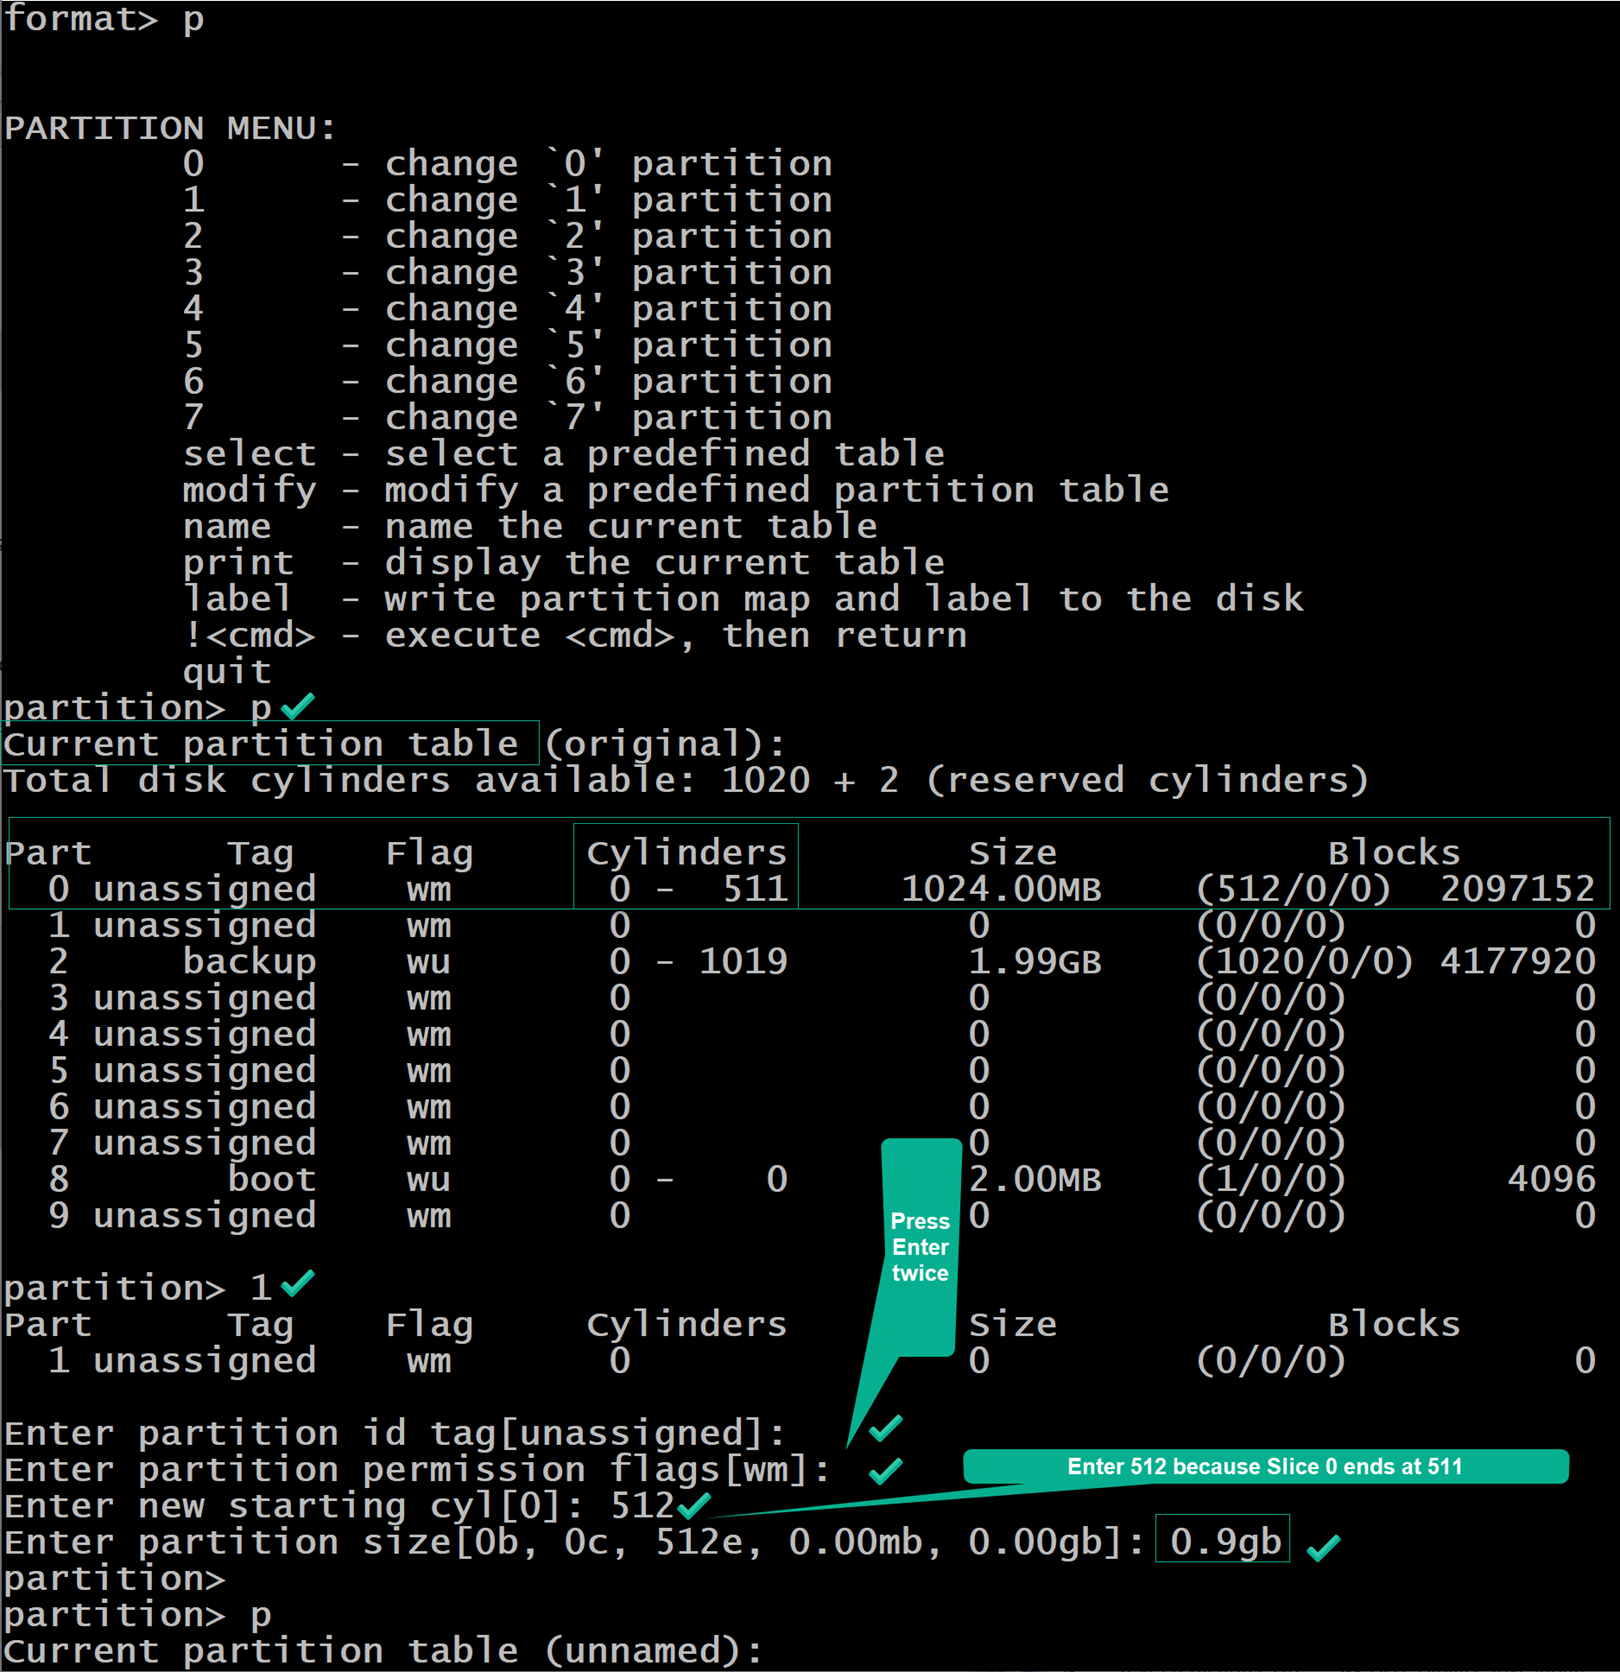 format> p
PARTITION MENU:
0 - change `0' partition
1 - change `1' partition
2 - change `2' partition
3 - change `3' partition
4 - change `4' partition
5 - change `5' partition
6 - change `6' partition
7 - change `7' partition
select - select a predefined table
modify - modify a predefined partition table
name - name the current table
print - display the current table
label - write partition map and label to the disk
!<cmd> - execute <cmd>, then return
quit
partition> p
Current partition table (original):
Total disk cylinders available: 1020 + 2 (reserved cylinders)
Part Tag Flag Cylinders Size Blocks
0 unassigned wm 0 - 511 1024.00MB (512/0/0) 2097152
1 unassigned wm 0 0 (0/0/0) 0
2 backup wu 0 - 1019 1.99GB (1020/0/0) 4177920
3 unassigned wm 0 0 (0/0/0) 0
4 unassigned wm 0 0 (0/0/0) 0
5 unassigned wm 0 0 (0/0/0) 0
6 unassigned wm 0 0 (0/0/0) 0
7 unassigned wm 0 0 (0/0/0) 0
8 boot wu 0 - 0 2.00MB (1/0/0) 4096
9 unassigned wm 0 0 (0/0/0) 0
Press
Enter
twice
partition> 1
Part Tag Flag Cylinders Size Blocks
1 unassigned wm 0 0 (0/0/0) 0
Enter partition id tag[unassigned]:
Enter partition permission flags[wm]:
Enter 512 because Slice 0 ends at 511
Enter new starting cyl[0]: 512
Enter partition size[0b, 0c, 512e, 0.00mb, 0.00gb]: 0.9gb
partition>
partition> p
Current partition table (unnamed):